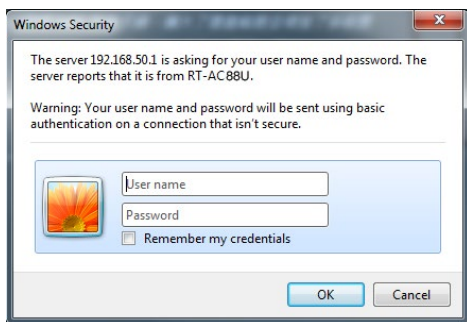 Windows Security
The server 192.168.50.1 is asking for your user name and password. The
server reports that it is from RT-AC88U.
Warning: Your user name and password will be sent using basic
authentication on a connection that isn't secure.
User name
Password
Remember my credentials
OK
Cancel